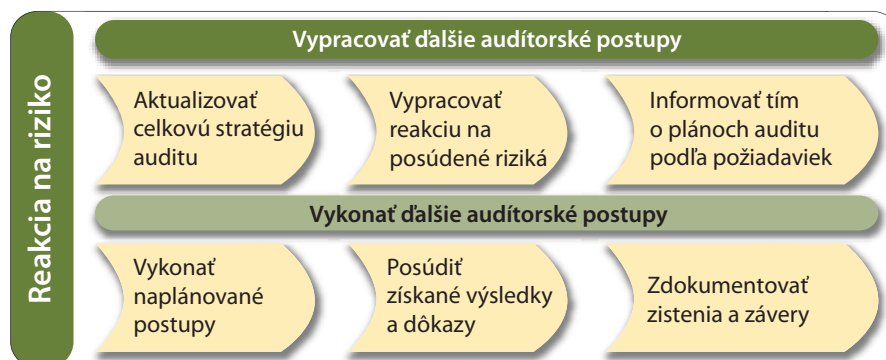 Reakcia na riziko
Vypracovať ďalšie audítorské postupy
Aktualizovať
celkovú stratégiu
auditu
Vypracovať
reakciu na
posúdené riziká
Informovať tím
o plánoch auditu
podľa požiadaviek
Vykonať ďalšie audítorské postupy
Vykonať
naplánované
postupy
Posúdiť
získané výsledky
a dôkazy
Zdokumentovať
zistenia a závery